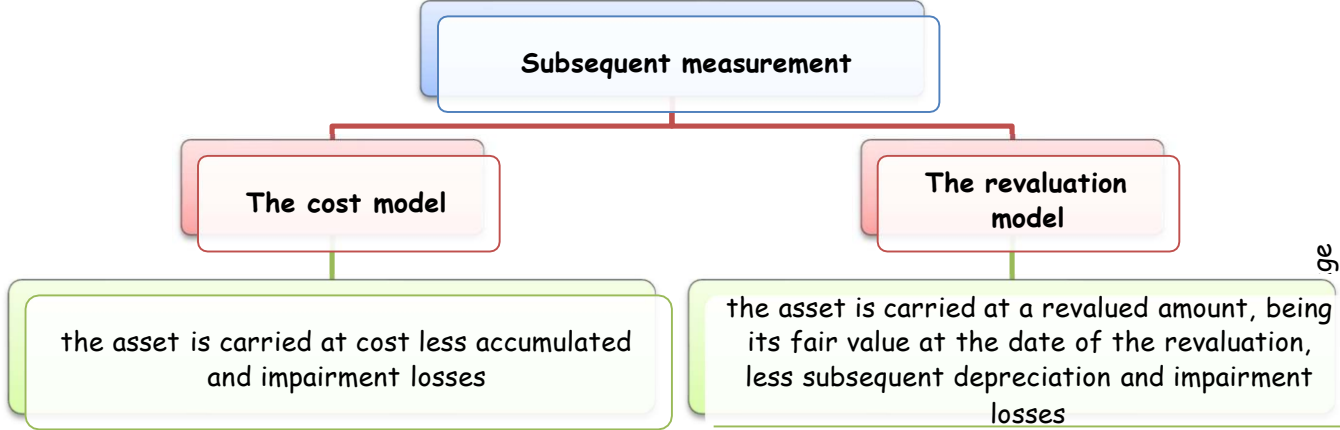 Subsequent measurement
The cost model
The revaluation
model
the asset is carried at cost less accumulated
and impairment losses
the asset is carried at a revalued amount, being
its fair value at the date of the revaluation,
less subsequent depreciation and impairment
losses